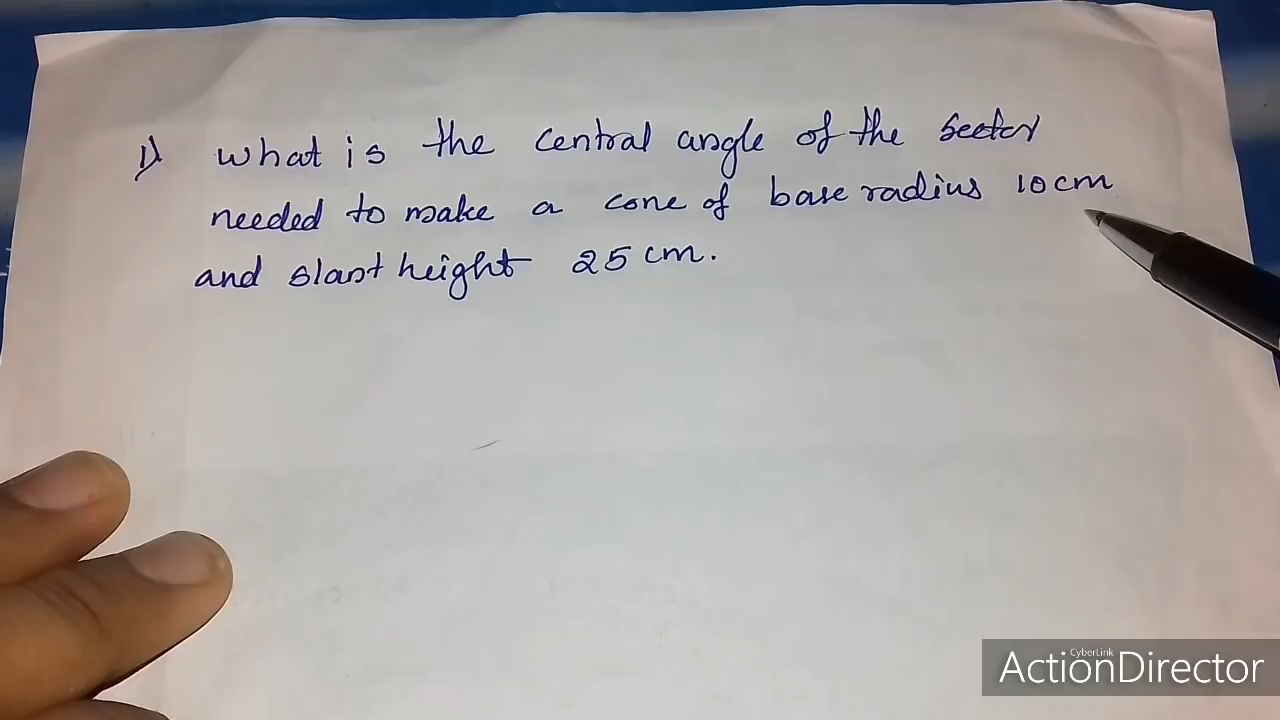 1) What is the central angle of the sector
needed to make a cone of base radius 10cm
and slant height 25 cm.
CyberLink
ActionDirector